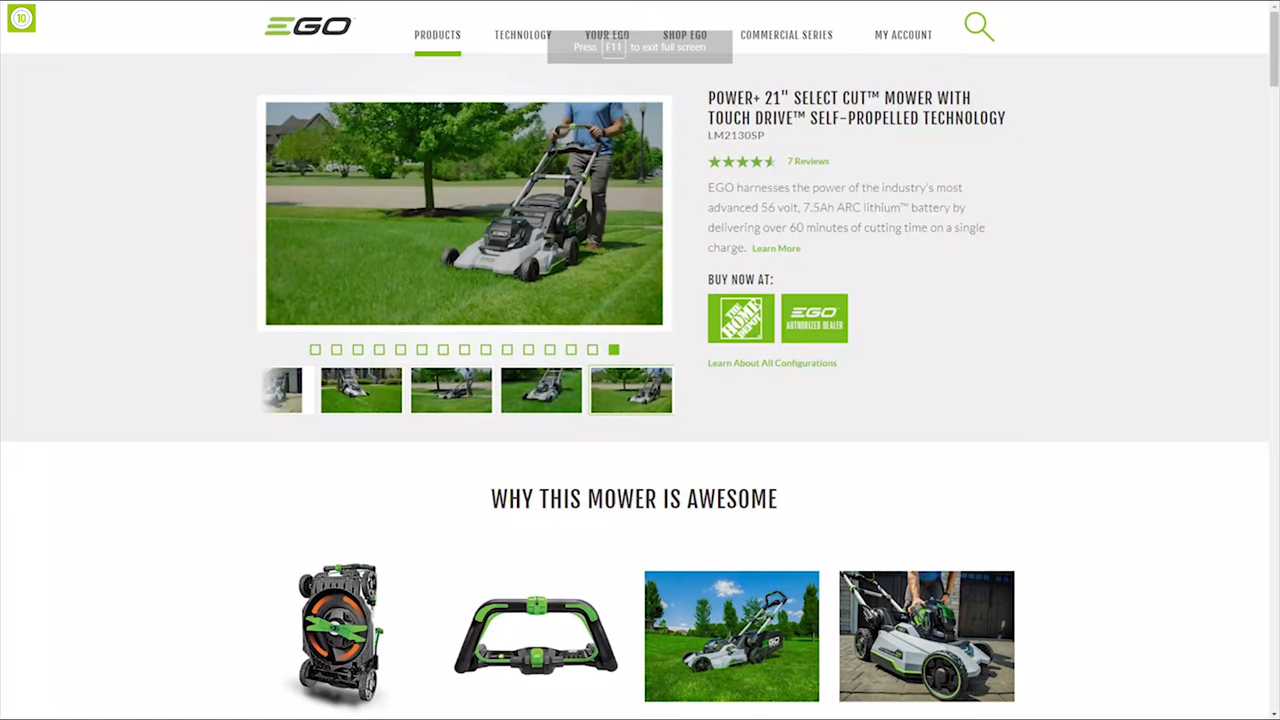 10
EGO
PRODUCTS
TECHNOLOGY
YOUR EGO
SHOP EGO
COMMERCIAL SERIES
MY ACCOUNT
Press F11 to exit full screen
POWER+ 21" SELECT CUT™ MOWER WITH
TOUCH DRIVE™ SELF-PROPELLED TECHNOLOGY
LM2130SP
7 Reviews
EGO harnesses the power of the industry's most
advanced 56 volt, 7.5Ah ARC lithium™ battery by
delivering over 60 minutes of cutting time on a single
charge. Learn More
BUY NOW AT:
THE
HOME
DEPOT
EGO
AUTHORIZED DEALER
Learn About All Configurations
WHY THIS MOWER IS AWESOME